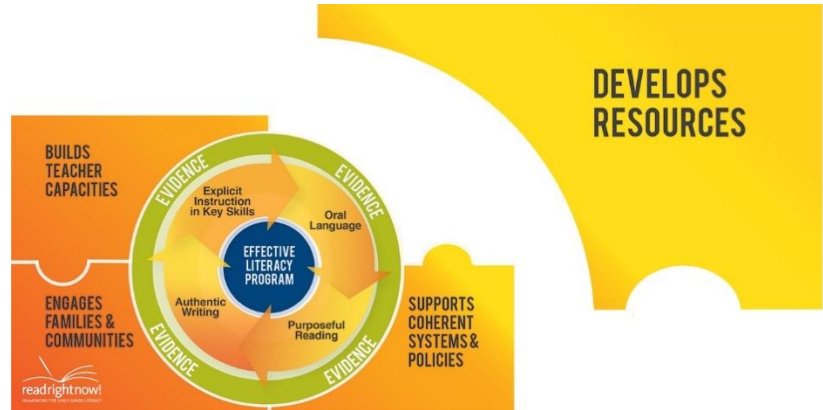 DEVELOPS
RESOURCES
BUILDS
TEACHER
CAPACITIES
EVIDENCE
EVIDENCE
Explicit
Instruction
in Key Skills
Oral
Language
EFFECTIVE
LITERACY
PROGRAM
Authentic
Writing
Purposeful
Reading
ENGAGES
FAMILIES &
COMMUNITIES
SUPPORTS
COHERENT
SYSTEMS &
POLICIES
EVIDENCE
EVIDENCE
readrightnow!